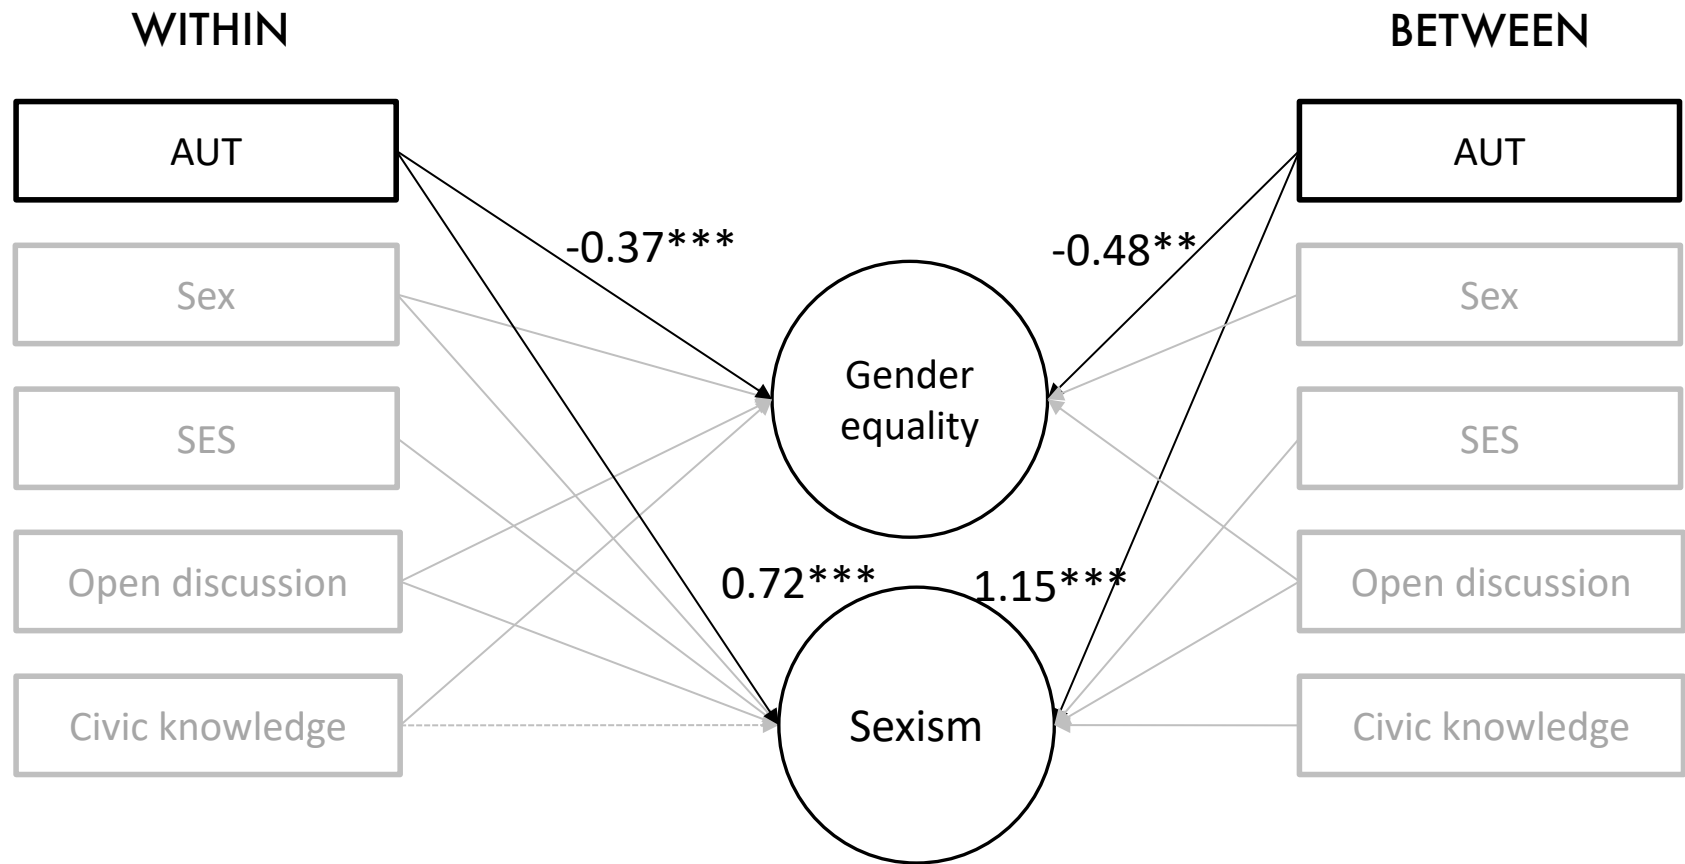 WITHIN
BETWEEN
AUT
AUT
-0.37***
-0.48**
Sex
Sex
Gender
equality
SES
SES
Open discussion
0.72***
1.15***
Open discussion
Civic knowledge
Sexism
Civic knowledge